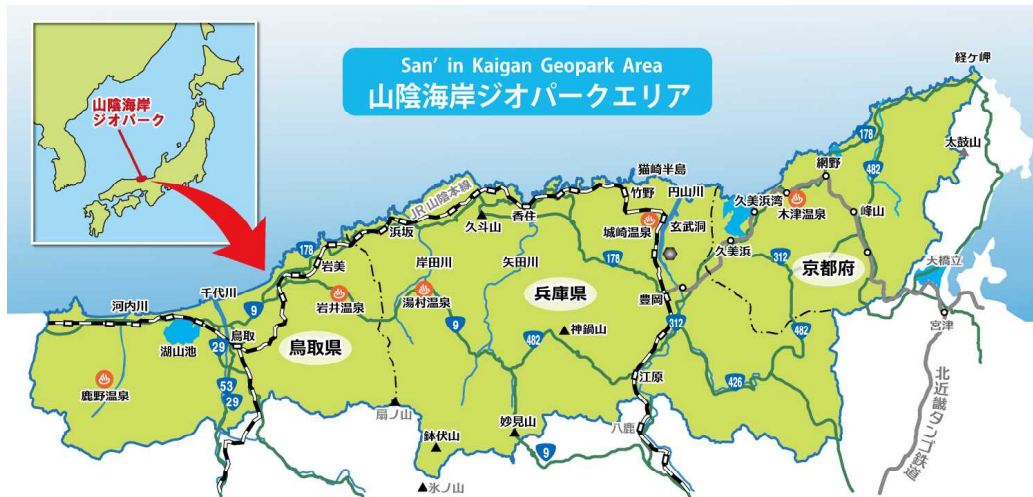 San' in Kaigan Geopark Area
山陰海岸ジオパークエリア
山陰海岸
ジオパーク
経ヶ岬
178
太鼓山
482
網野
猫崎半島
竹野
円山川
久美浜湾
木津温泉
峰山
JR 山陰本線
香住
久斗山
浜坂
城崎温泉
玄武洞
久美浜
312
京都府
大橋立
178
岩美
岸田川
矢田川
178
兵庫県
豊岡
宮津
千代川
河内川
9
岩井温泉
湯村温泉
9
482
神鍋山
312
482
鳥取
湖山池
29
鳥取県
53
29
鹿野温泉
江原
426
扇ノ山
鉢伏山
妙見山
八鹿
9
氷ノ山
北近畿タンゴ鉄道